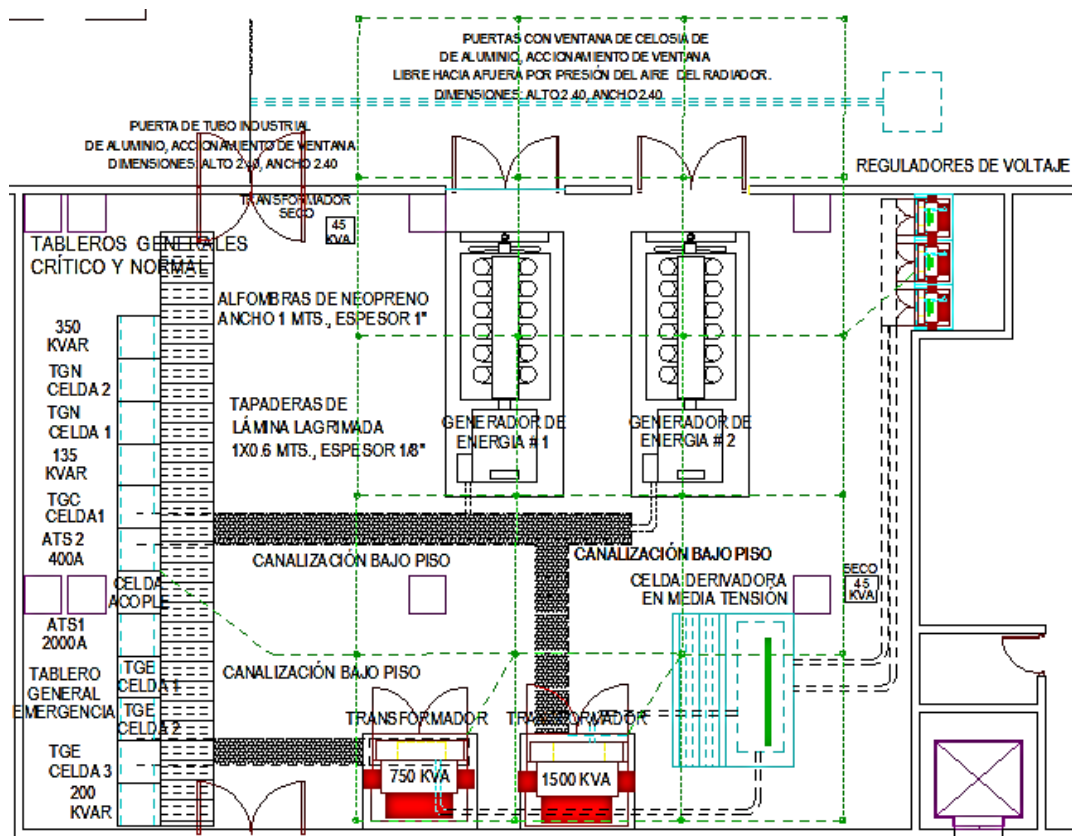 PUERTAS CON VENTANA DE CELOSIA DE
DE ALUMINIO, ACCIONAMIENTO DE VENTANA
LIBRE HACIA AFUERA POR PRESIÓN DEL AIRE DEL RADIADOR.
DIMENSIONES: ALTO 2.40, ANCHO 2.40
PUERTA DE TUBO INDUSTRIAL
DE ALUMINIO, ACCIONAMIENTO DE VENTANA
DIMENSIONES: ALTO 2.40, ANCHO 2.40
REGULADORES DE VOLTAJE
TRANSFORMADOR
SECO
45
KVA
TABLEROS GENERALES
CRÍTICO Y NORMAL
ALFOMBRAS DE NEOPRENO
ANCHO 1 MTS., ESPESOR 1"
350
KVAR
TGN
CELDA 2
TGN
CELDA 1
135
KVAR
TGC
CELDA1
ATS 2
400A
CELDA
ACOPLE
ATS1
2000A
TABLERO
GENERAL
EMERGENCIA
TGE
CELDA 1
TGE
CELDA 2
TGE
CELDA 3
200
KVAR
TAPADERAS DE
LÁMINA LAGRIMADA
1X0.6 MTS., ESPESOR 1/8"
GENERADOR DE
ENERGIA # 1
GENERADOR DE
ENERGIA # 2
CANALIZACIÓN BAJO PISO
CANALIZACIÓN BAJO PISO
CELDA DERIVADORA
EN MEDIA TENSIÓN
SECO
45
KVA
CANALIZACIÓN BAJO PISO
TRANSFORMADOR
TRANSFORMADOR
750 KVA
1500 KVA